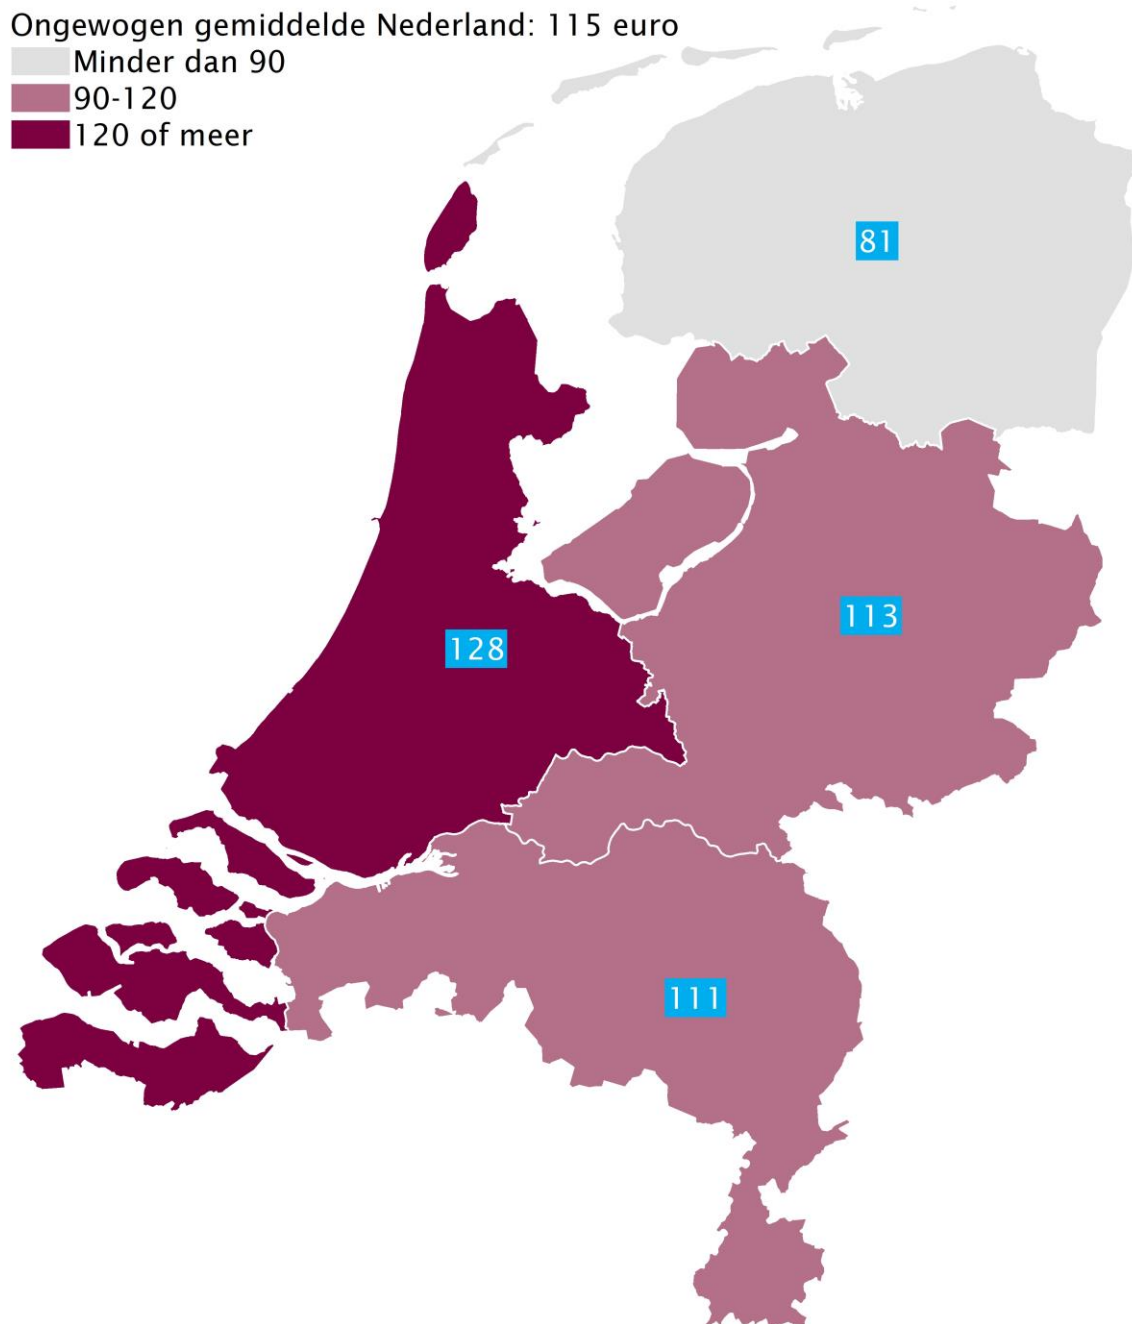 Ongewogen gemiddelde Nederland: 115 euro
Minder dan 90
90-120
120 of meer
81
113
128
111